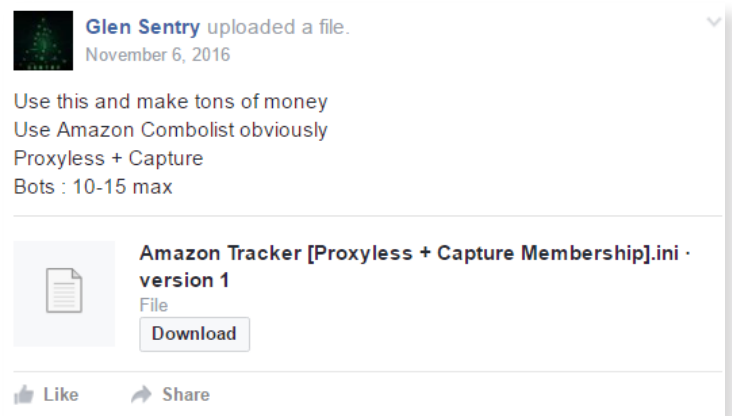 Glen Sentry uploaded a file.
November 6, 2016
Use this and make tons of money
Use Amazon Combolist obviously
Proxyless + Capture
Bots : 10-15 max
Amazon Tracker [Proxyless + Capture Membership].ini ·
version 1
File
Download
Like Share